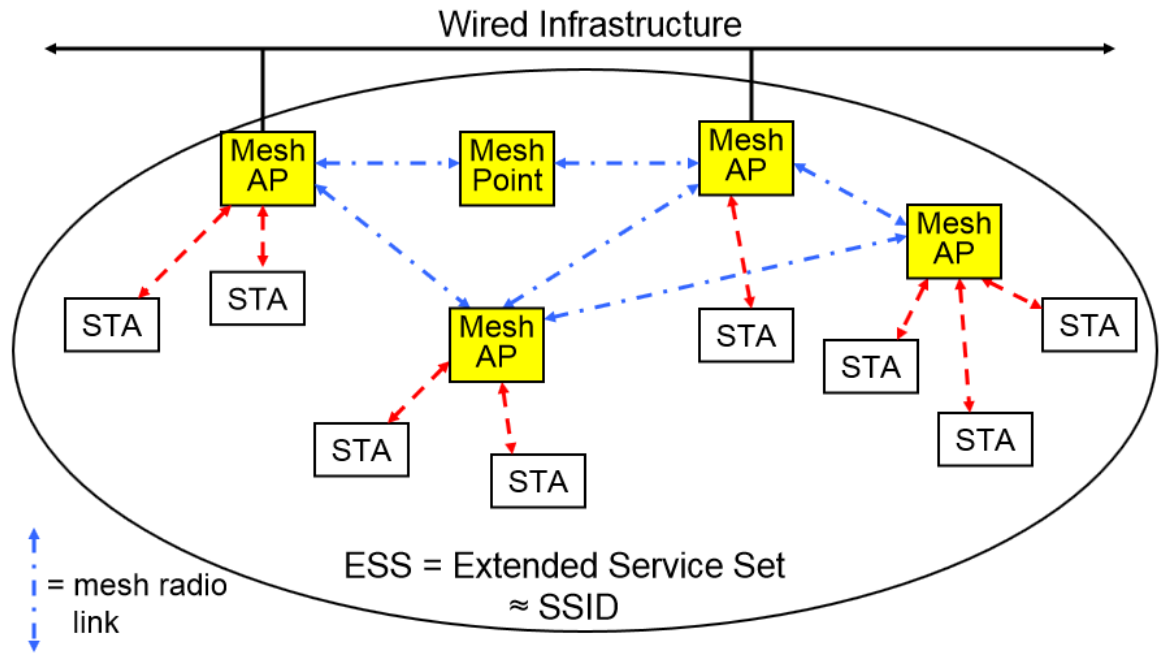 Wired Infrastructure
Mesh
AP
Mesh
Point
Mesh
AP
Mesh
AP
STA
STA
Mesh
AP
STA
STA
STA
STA
STA
STA
STA
ESS = Extended Service Set
≈ SSID
= mesh radio
link